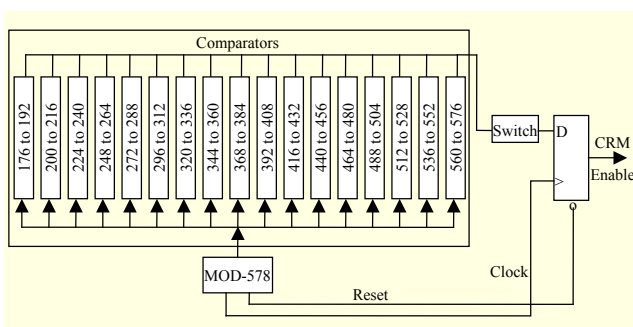 Comparators
176 to 192
200 to 216
224 to 240
248 to 264
272 to 288
296 to 312
320 to 336
344 to 360
368 to 384
392 to 408
416 to 432
440 to 456
464 to 480
488 to 504
512 to 528
536 to 552
560 to 576
Switch
D
>
CRM
Enable
MOD-578
Clock
Reset